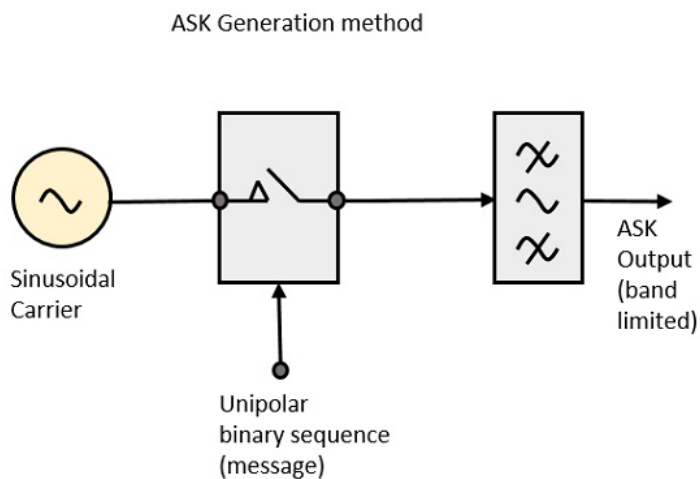 ASK Generation method
Sinusoidal
Carrier
ASK
Output
(band
limited)
Unipolar
binary sequence
(message)